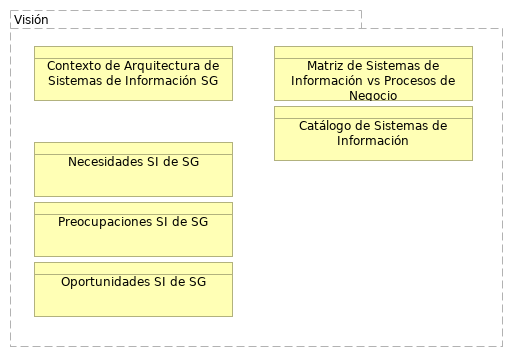 Visión
Contexto de Arquitectura de
Sistemas de Información SG
Matriz de Sistemas de
Información vs Procesos de
Negocio
Catálogo de Sistemas de
Información
Necesidades SI de SG
Preocupaciones SI de SG
Oportunidades SI de SG